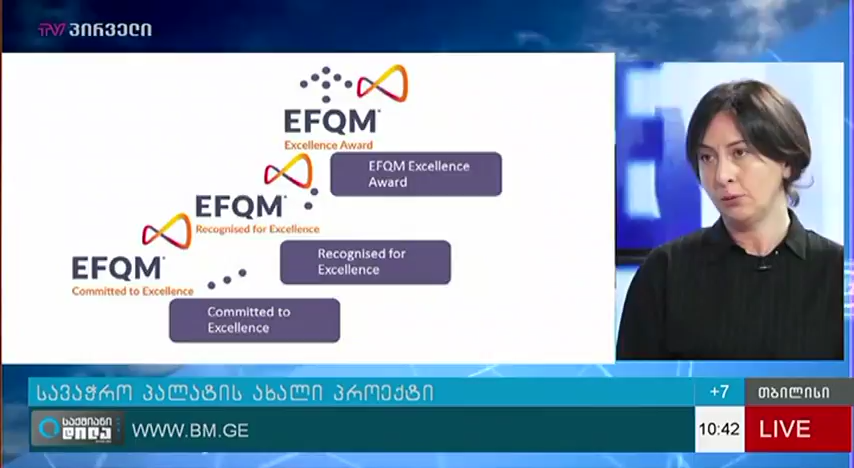 TV პირველი
EFQM
Excellence Award
EFQM Excellence
Award
EFQM
Recognised for Excellence
Recognised for
Excellence
EFQM
Committed to Excellence
Committed to
Excellence
სავაჭრო პალატის ახალი პროექტი
+7
თბილისი
საქმიანი
დილა
WWW.BM.GE
10:42
LIVE